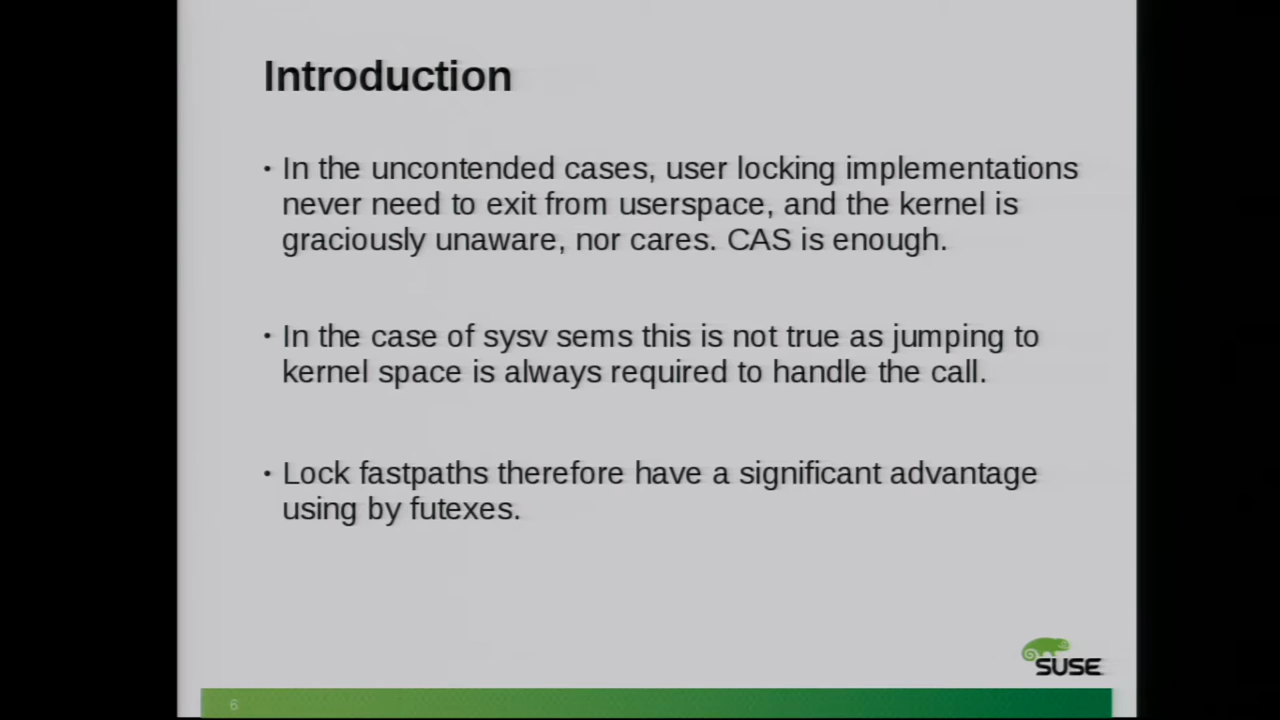 Introduction
• In the uncontended cases, user locking implementations
never need to exit from userspace, and the kernel is
graciously unaware, nor cares. CAS is enough.
• In the case of sysv sems this is not true as jumping to
kernel space is always required to handle the call.
• Lock fastpaths therefore have a significant advantage
using by futexes.
SUSE
6